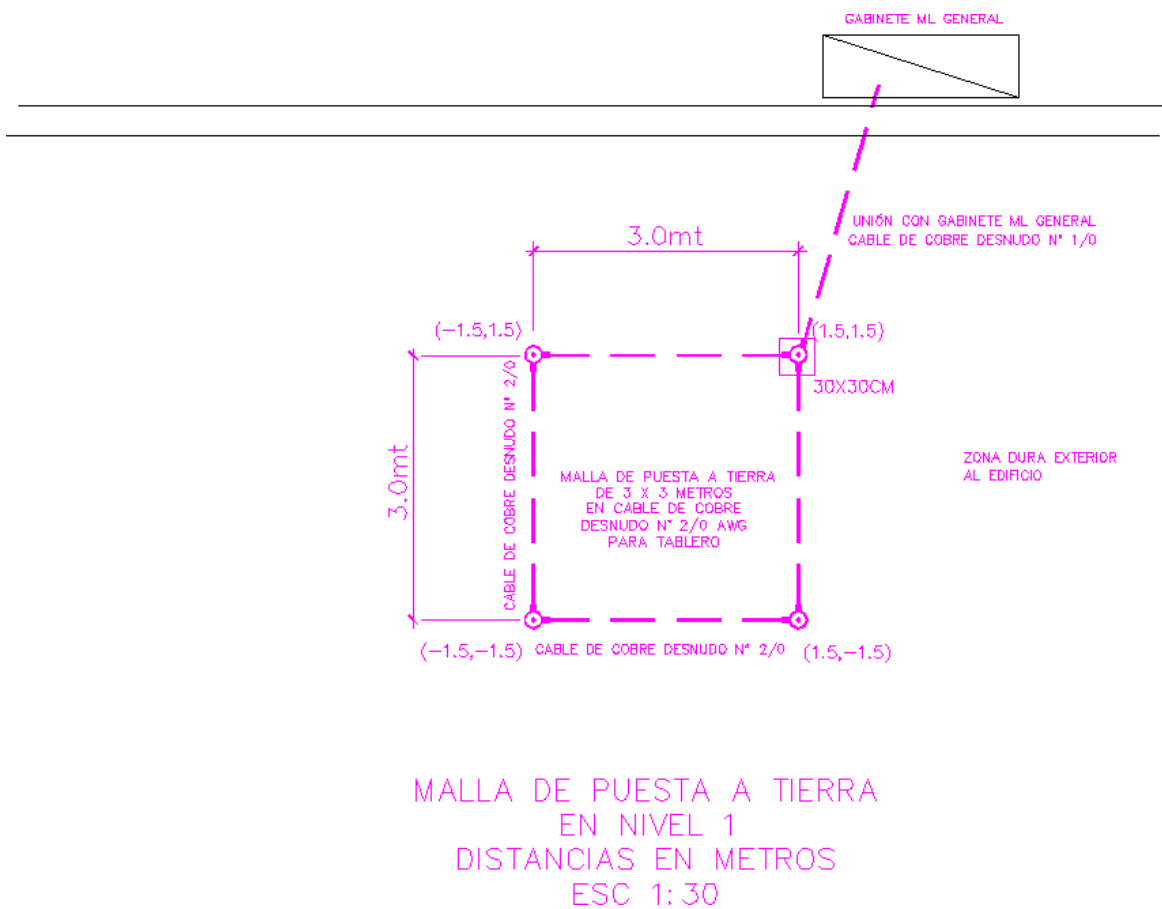 GABINETE ML GENERAL
UNIÓN CON GABINETE ML GENERAL
CABLE DE COBRE DESNUDO N° 1/0
3.0mt
(-1.5,1.5)
(1.5,1.5)
30X30CM
3.0mt
CABLE DE COBRE DESNUDO N° 2/0
MALLA DE PUESTA A TIERRA
DE 3 X 3 METROS
EN CABLE DE COBRE
DESNUDO N° 2/0 AWG
PARA TABLERO
ZONA DURA EXTERIOR
AL EDIFICIO
(-1.5,-1.5)
CABLE DE COBRE DESNUDO N° 2/0
(1.5,-1.5)
MALLA DE PUESTA A TIERRA
EN NIVEL 1
DISTANCIAS EN METROS
ESC 1:30